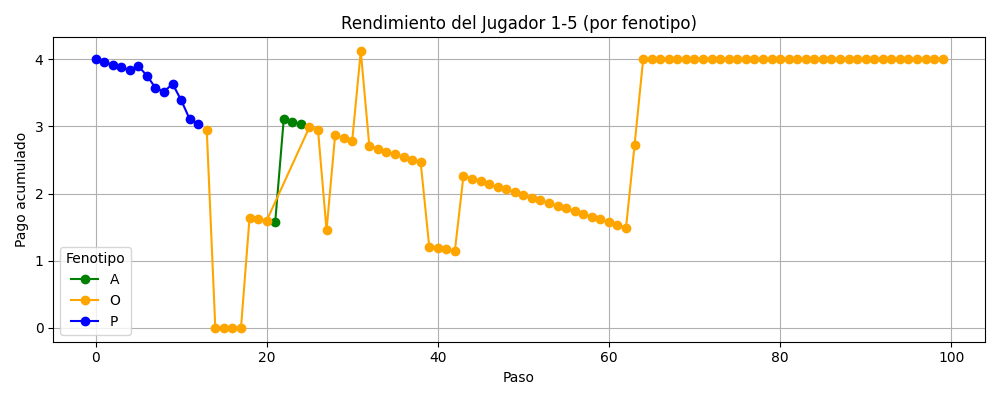 Rendimiento del Jugador 1-5 (por fenotipo)
Pago acumulado
4
3
2
1
0
Fenotipo
A
O
P
0 20 40 60 80 100
Paso